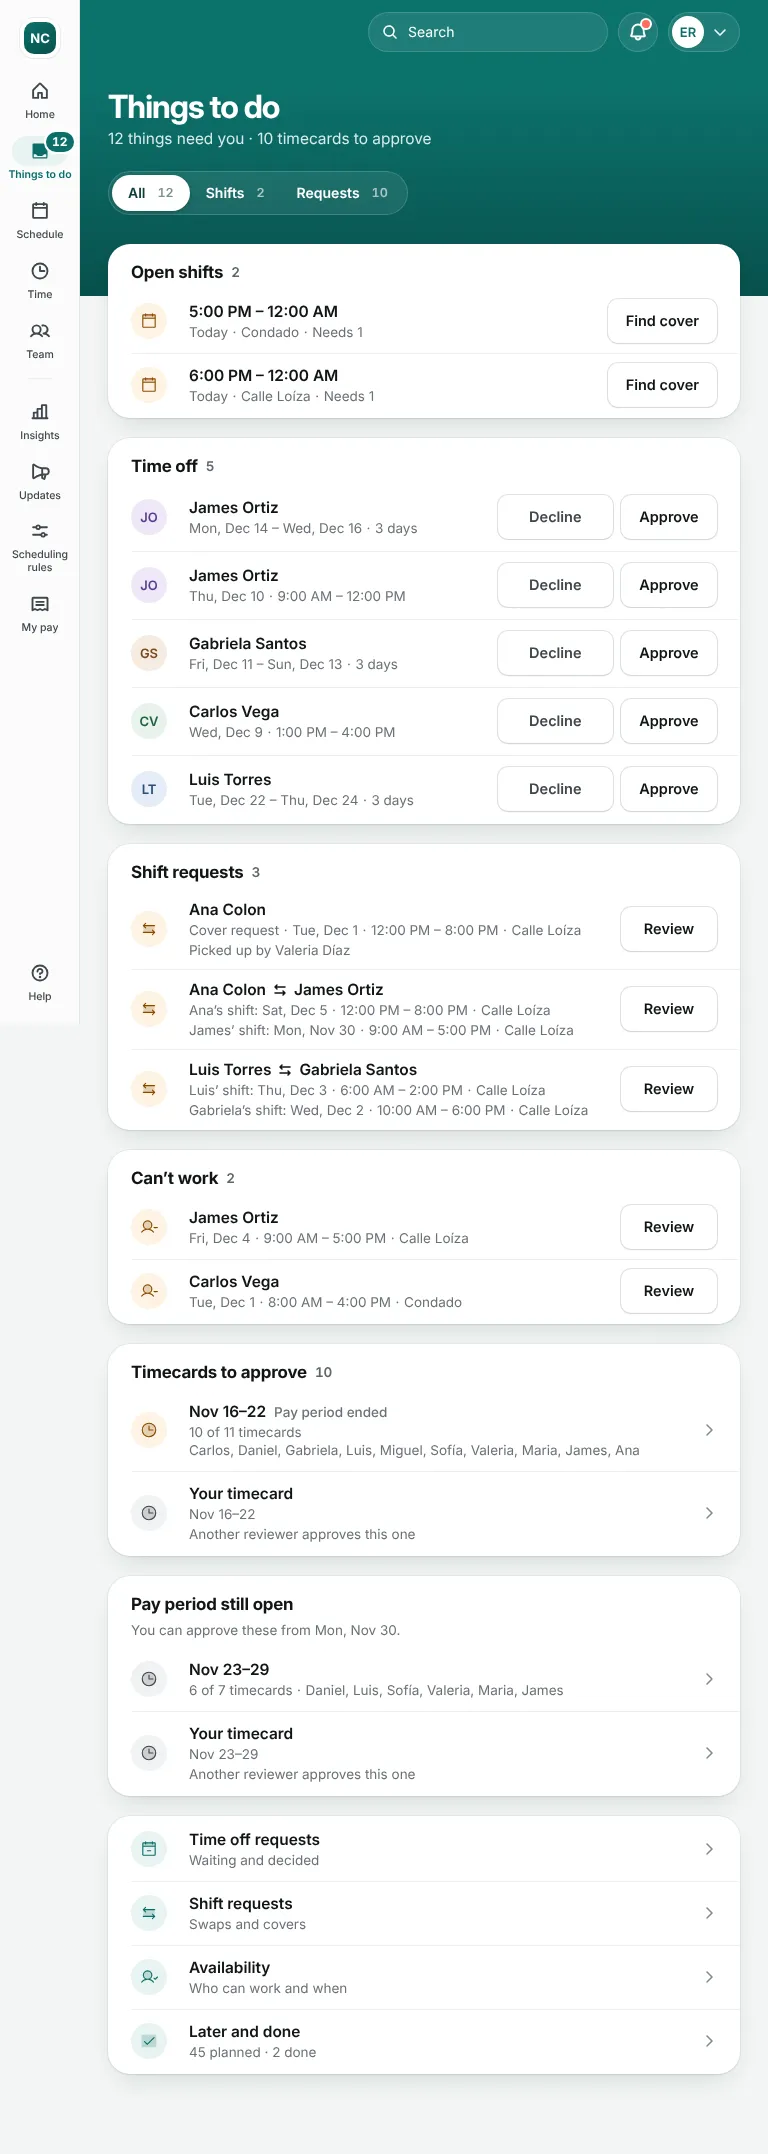 NC
Search
ER
Home
12
Things to do
Schedule
Time
Team
Insights
Updates
Scheduling
rules
My pay
Help
Things to do
12 things need you · 10 timecards to approve
All 12
Shifts 2
Requests 10
Open shifts 2
5:00 PM – 12:00 AM
Today · Condado · Needs 1
Find cover
6:00 PM – 12:00 AM
Today · Calle Loíza · Needs 1
Find cover
Time off 5
JO
James Ortiz
Mon, Dec 14 – Wed, Dec 16 · 3 days
Decline
Approve
JO
James Ortiz
Thu, Dec 10 · 9:00 AM – 12:00 PM
Decline
Approve
GS
Gabriela Santos
Fri, Dec 11 – Sun, Dec 13 · 3 days
Decline
Approve
CV
Carlos Vega
Wed, Dec 9 · 1:00 PM – 4:00 PM
Decline
Approve
LT
Luis Torres
Tue, Dec 22 – Thu, Dec 24 · 3 days
Decline
Approve
Shift requests 3
Ana Colon
Cover request · Tue, Dec 1 · 12:00 PM – 8:00 PM · Calle Loíza
Picked up by Valeria Díaz
Review
Ana Colon ⇆ James Ortiz
Ana’s shift: Sat, Dec 5 · 12:00 PM – 8:00 PM · Calle Loíza
James’ shift: Mon, Nov 30 · 9:00 AM – 5:00 PM · Calle Loíza
Review
Luis Torres ⇆ Gabriela Santos
Luis’ shift: Thu, Dec 3 · 6:00 AM – 2:00 PM · Calle Loíza
Gabriela’s shift: Wed, Dec 2 · 10:00 AM – 6:00 PM · Calle Loíza
Review
Can’t work 2
James Ortiz
Fri, Dec 4 · 9:00 AM – 5:00 PM · Calle Loíza
Review
Carlos Vega
Tue, Dec 1 · 8:00 AM – 4:00 PM · Condado
Review
Timecards to approve 10
Nov 16–22 Pay period ended
10 of 11 timecards
Carlos, Daniel, Gabriela, Luis, Miguel, Sofía, Valeria, Maria, James, Ana
Your timecard
Nov 16–22
Another reviewer approves this one
Pay period still open
You can approve these from Mon, Nov 30.
Nov 23–29
6 of 7 timecards · Daniel, Luis, Sofía, Valeria, Maria, James
Your timecard
Nov 23–29
Another reviewer approves this one
Time off requests
Waiting and decided
Shift requests
Swaps and covers
Availability
Who can work and when
Later and done
45 planned · 2 done